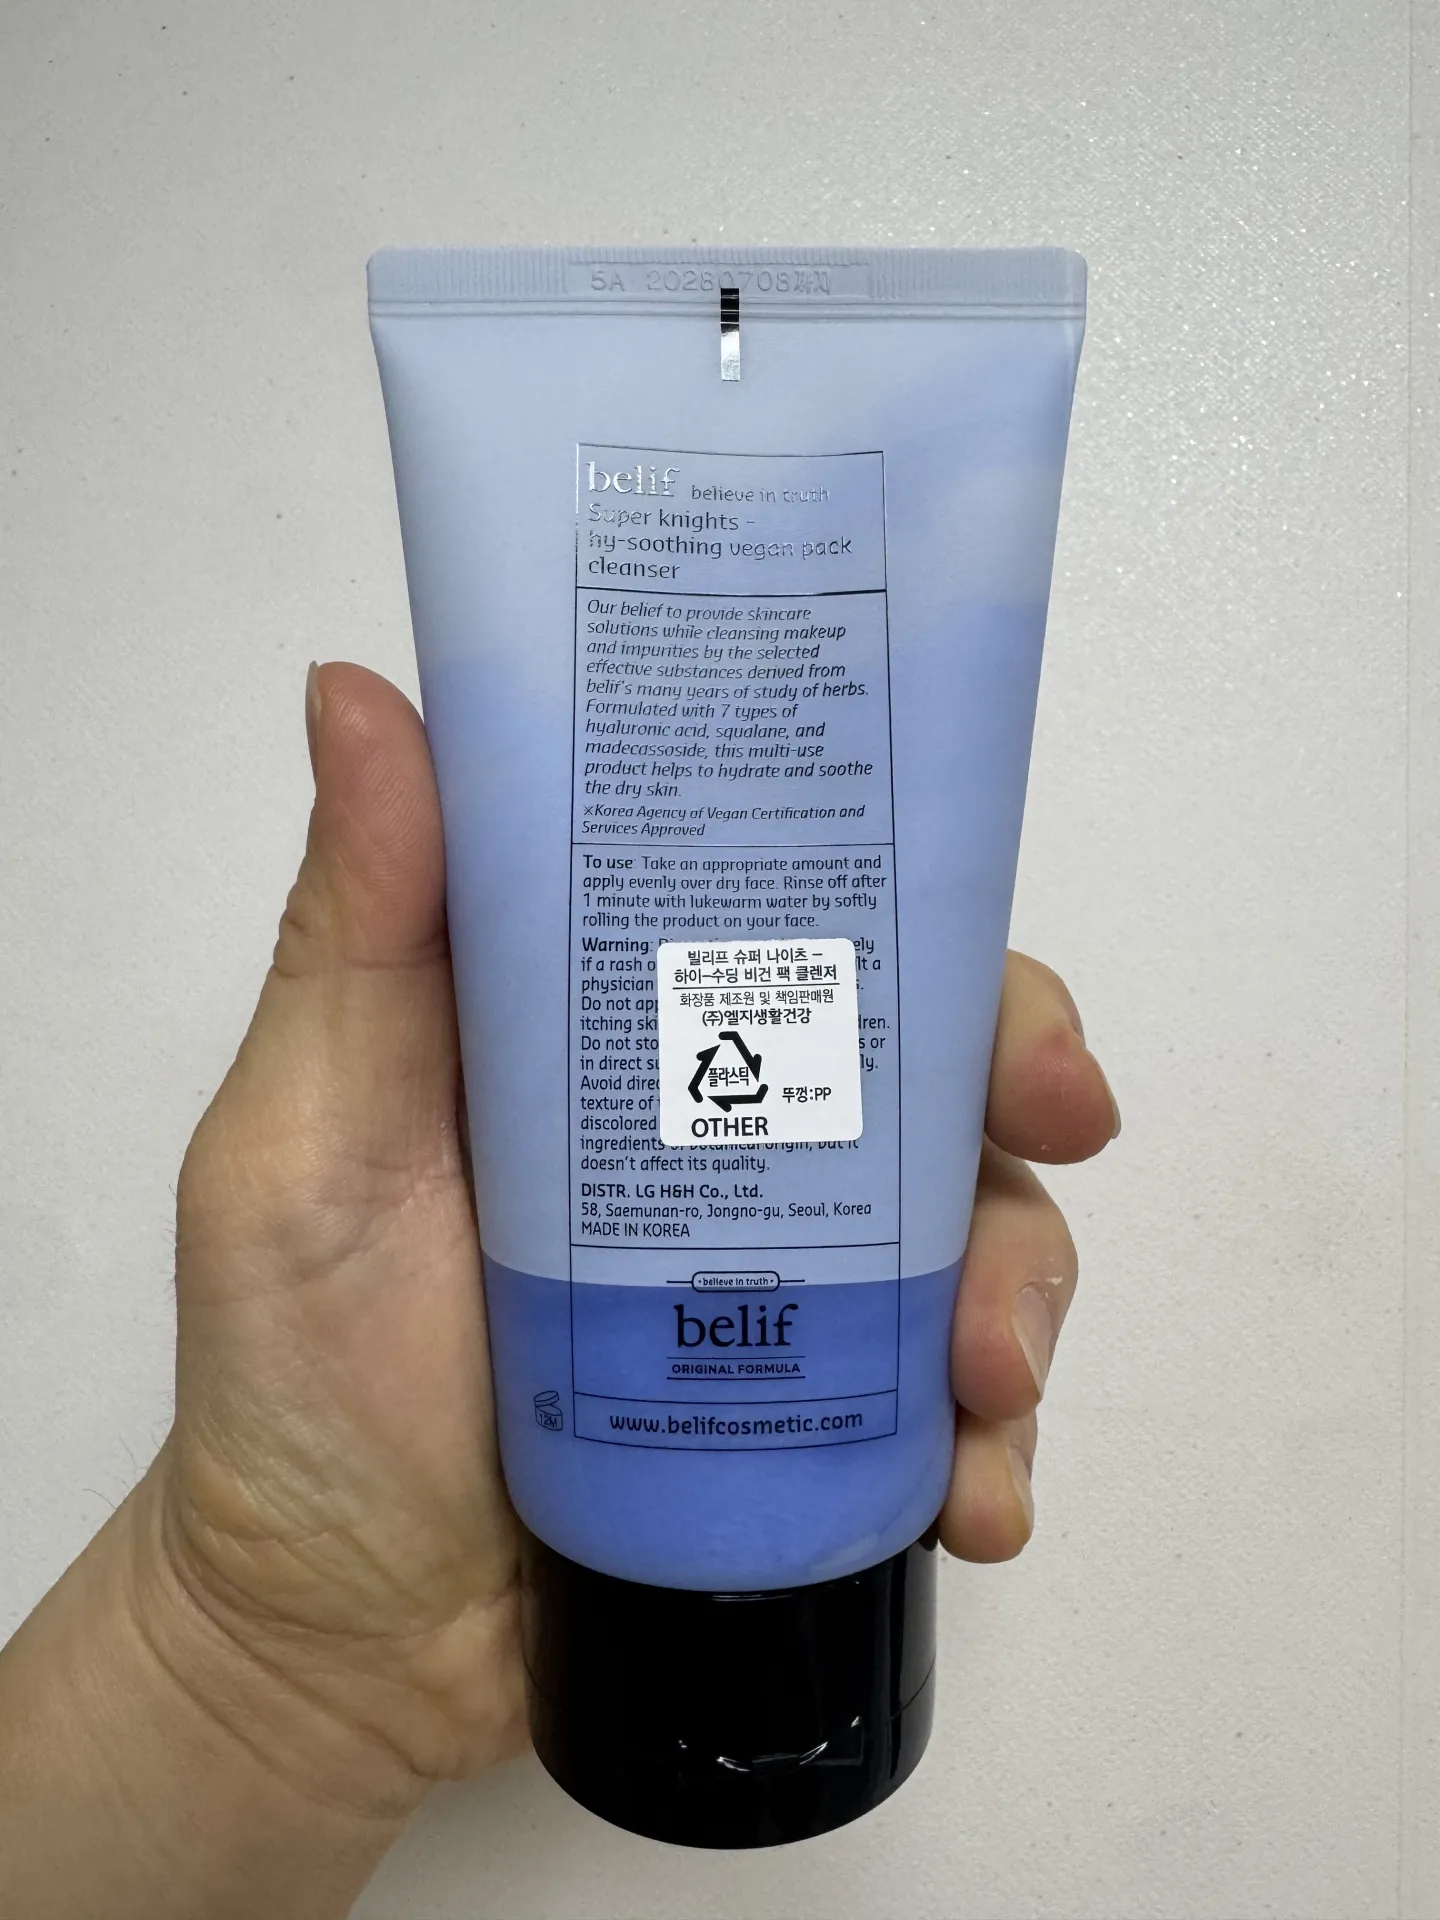 5A 20280708까지
belif believe in truth
Super knights -
hy-soothing vegan pack
cleanser
Our belief to provide skincare
solutions while cleansing makeup
and impurities by the selected
effective substances derived from
belif's many years of study of herbs.
Formulated with 7 types of
hyaluronic acid, squalane, and
madecassoside, this multi-use
product helps to hydrate and soothe
the dry skin.
※Korea Agency of Vegan Certification and
Services Approved
To use: Take an appropriate amount and
apply evenly over dry face. Rinse off after
1 minute with lukewarm water by softly
rolling the product on your face.
Warning:
if a rash
physician
Do not
itching
Do not
in direct
Avoid
texture of
discolored
ingredients
doesn't affect its quality.
빌리프 슈퍼 나이츠 –
하이–수딩 비건 팩 클렌저
화장품 제조원 및 책임판매원
(주)엘지생활건강
플라스틱
뚜껑:PP
OTHER
DISTR. LG H&H Co., Ltd.
58, Saemunan-ro, Jongno-gu, Seoul, Korea
MADE IN KOREA
• believe in truth •
belif
ORIGINAL FORMULA
12M
www.belifcosmetic.com